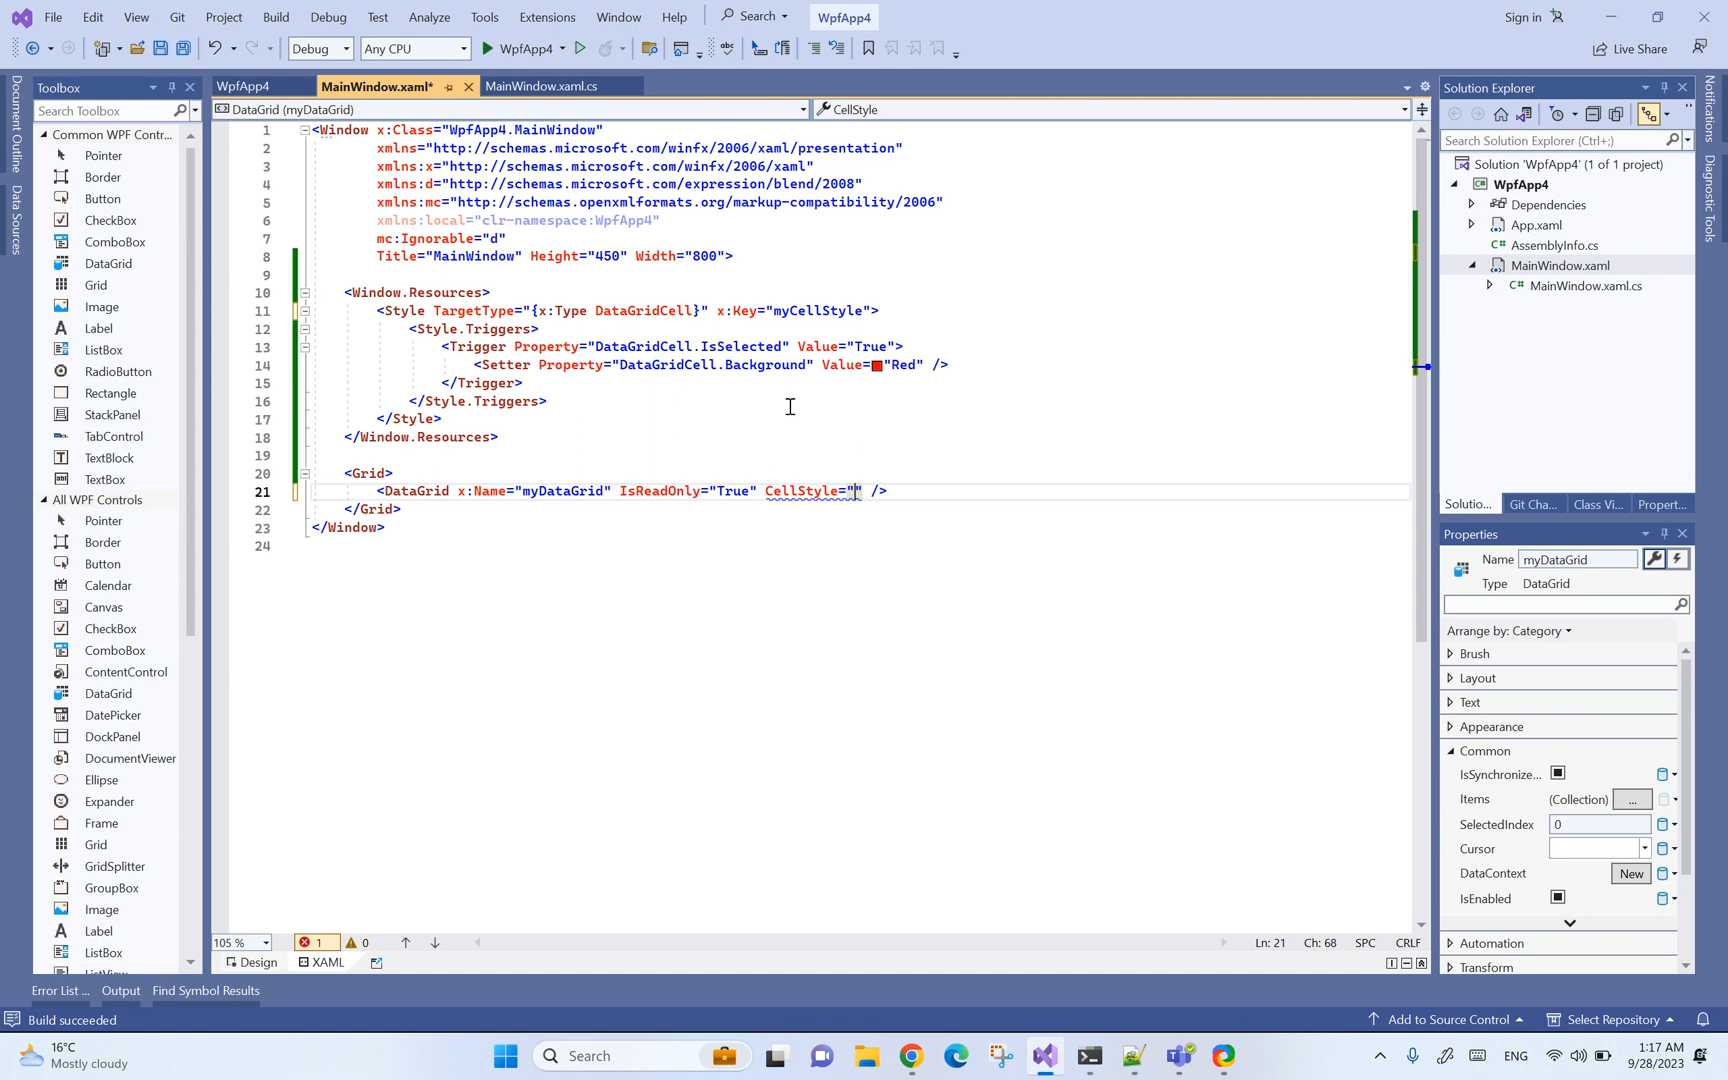 File Edit View Git Project Build Debug Test Analyze Tools Extensions Window Help Search WpfApp4 Sign in
Debug Any CPU WpfApp4 Live Share
Document Outline
Data Sources
Toolbox
Search Toolbox
Common WPF Contr...
Pointer
Border
Button
CheckBox
ComboBox
DataGrid
Grid
Image
Label
ListBox
RadioButton
Rectangle
StackPanel
TabControl
TextBlock
TextBox
All WPF Controls
Pointer
Border
Button
Calendar
Canvas
CheckBox
ComboBox
ContentControl
DataGrid
DatePicker
DockPanel
DocumentViewer
Ellipse
Expander
Frame
Grid
GridSplitter
GroupBox
Image
Label
ListBox
WpfApp4 MainWindow.xaml* MainWindow.xaml.cs
DataGrid (myDataGrid) CellStyle
1 <Window x:Class="WpfApp4.MainWindow"
2 xmlns="http://schemas.microsoft.com/winfx/2006/xaml/presentation"
3 xmlns:x="http://schemas.microsoft.com/winfx/2006/xaml"
4 xmlns:d="http://schemas.microsoft.com/expression/blend/2008"
5 xmlns:mc="http://schemas.openxmlformats.org/markup-compatibility/2006"
6 xmlns:local="clr-namespace:WpfApp4"
7 mc:Ignorable="d"
8 Title="MainWindow" Height="450" Width="800">
9
10 <Window.Resources>
11 <Style TargetType="{x:Type DataGridCell}" x:Key="myCellStyle">
12 <Style.Triggers>
13 <Trigger Property="DataGridCell.IsSelected" Value="True">
14 <Setter Property="DataGridCell.Background" Value="Red" />
15 </Trigger>
16 </Style.Triggers>
17 </Style>
18 </Window.Resources>
19
20 <Grid>
21 <DataGrid x:Name="myDataGrid" IsReadOnly="True" CellStyle="" />
22 </Grid>
23 </Window>
24
105 % 1 0 Ln: 21 Ch: 68 SPC CRLF
Design XAML
Solution Explorer
Search Solution Explorer (Ctrl+;)
Solution 'WpfApp4' (1 of 1 project)
WpfApp4
Dependencies
App.xaml
AssemblyInfo.cs
MainWindow.xaml
MainWindow.xaml.cs
Solutio... Git Cha... Class Vi... Propert...
Properties
Name myDataGrid
Type DataGrid
Arrange by: Category
Brush
Layout
Text
Appearance
Common
IsSynchronize...
Items (Collection) ...
SelectedIndex 0
Cursor
DataContext New
IsEnabled
Automation
Transform
Notifications
Diagnostic Tools
Error List ... Output Find Symbol Results
Build succeeded Add to Source Control Select Repository
16°C
Mostly cloudy
Search
ENG
1:17 AM
9/28/2023